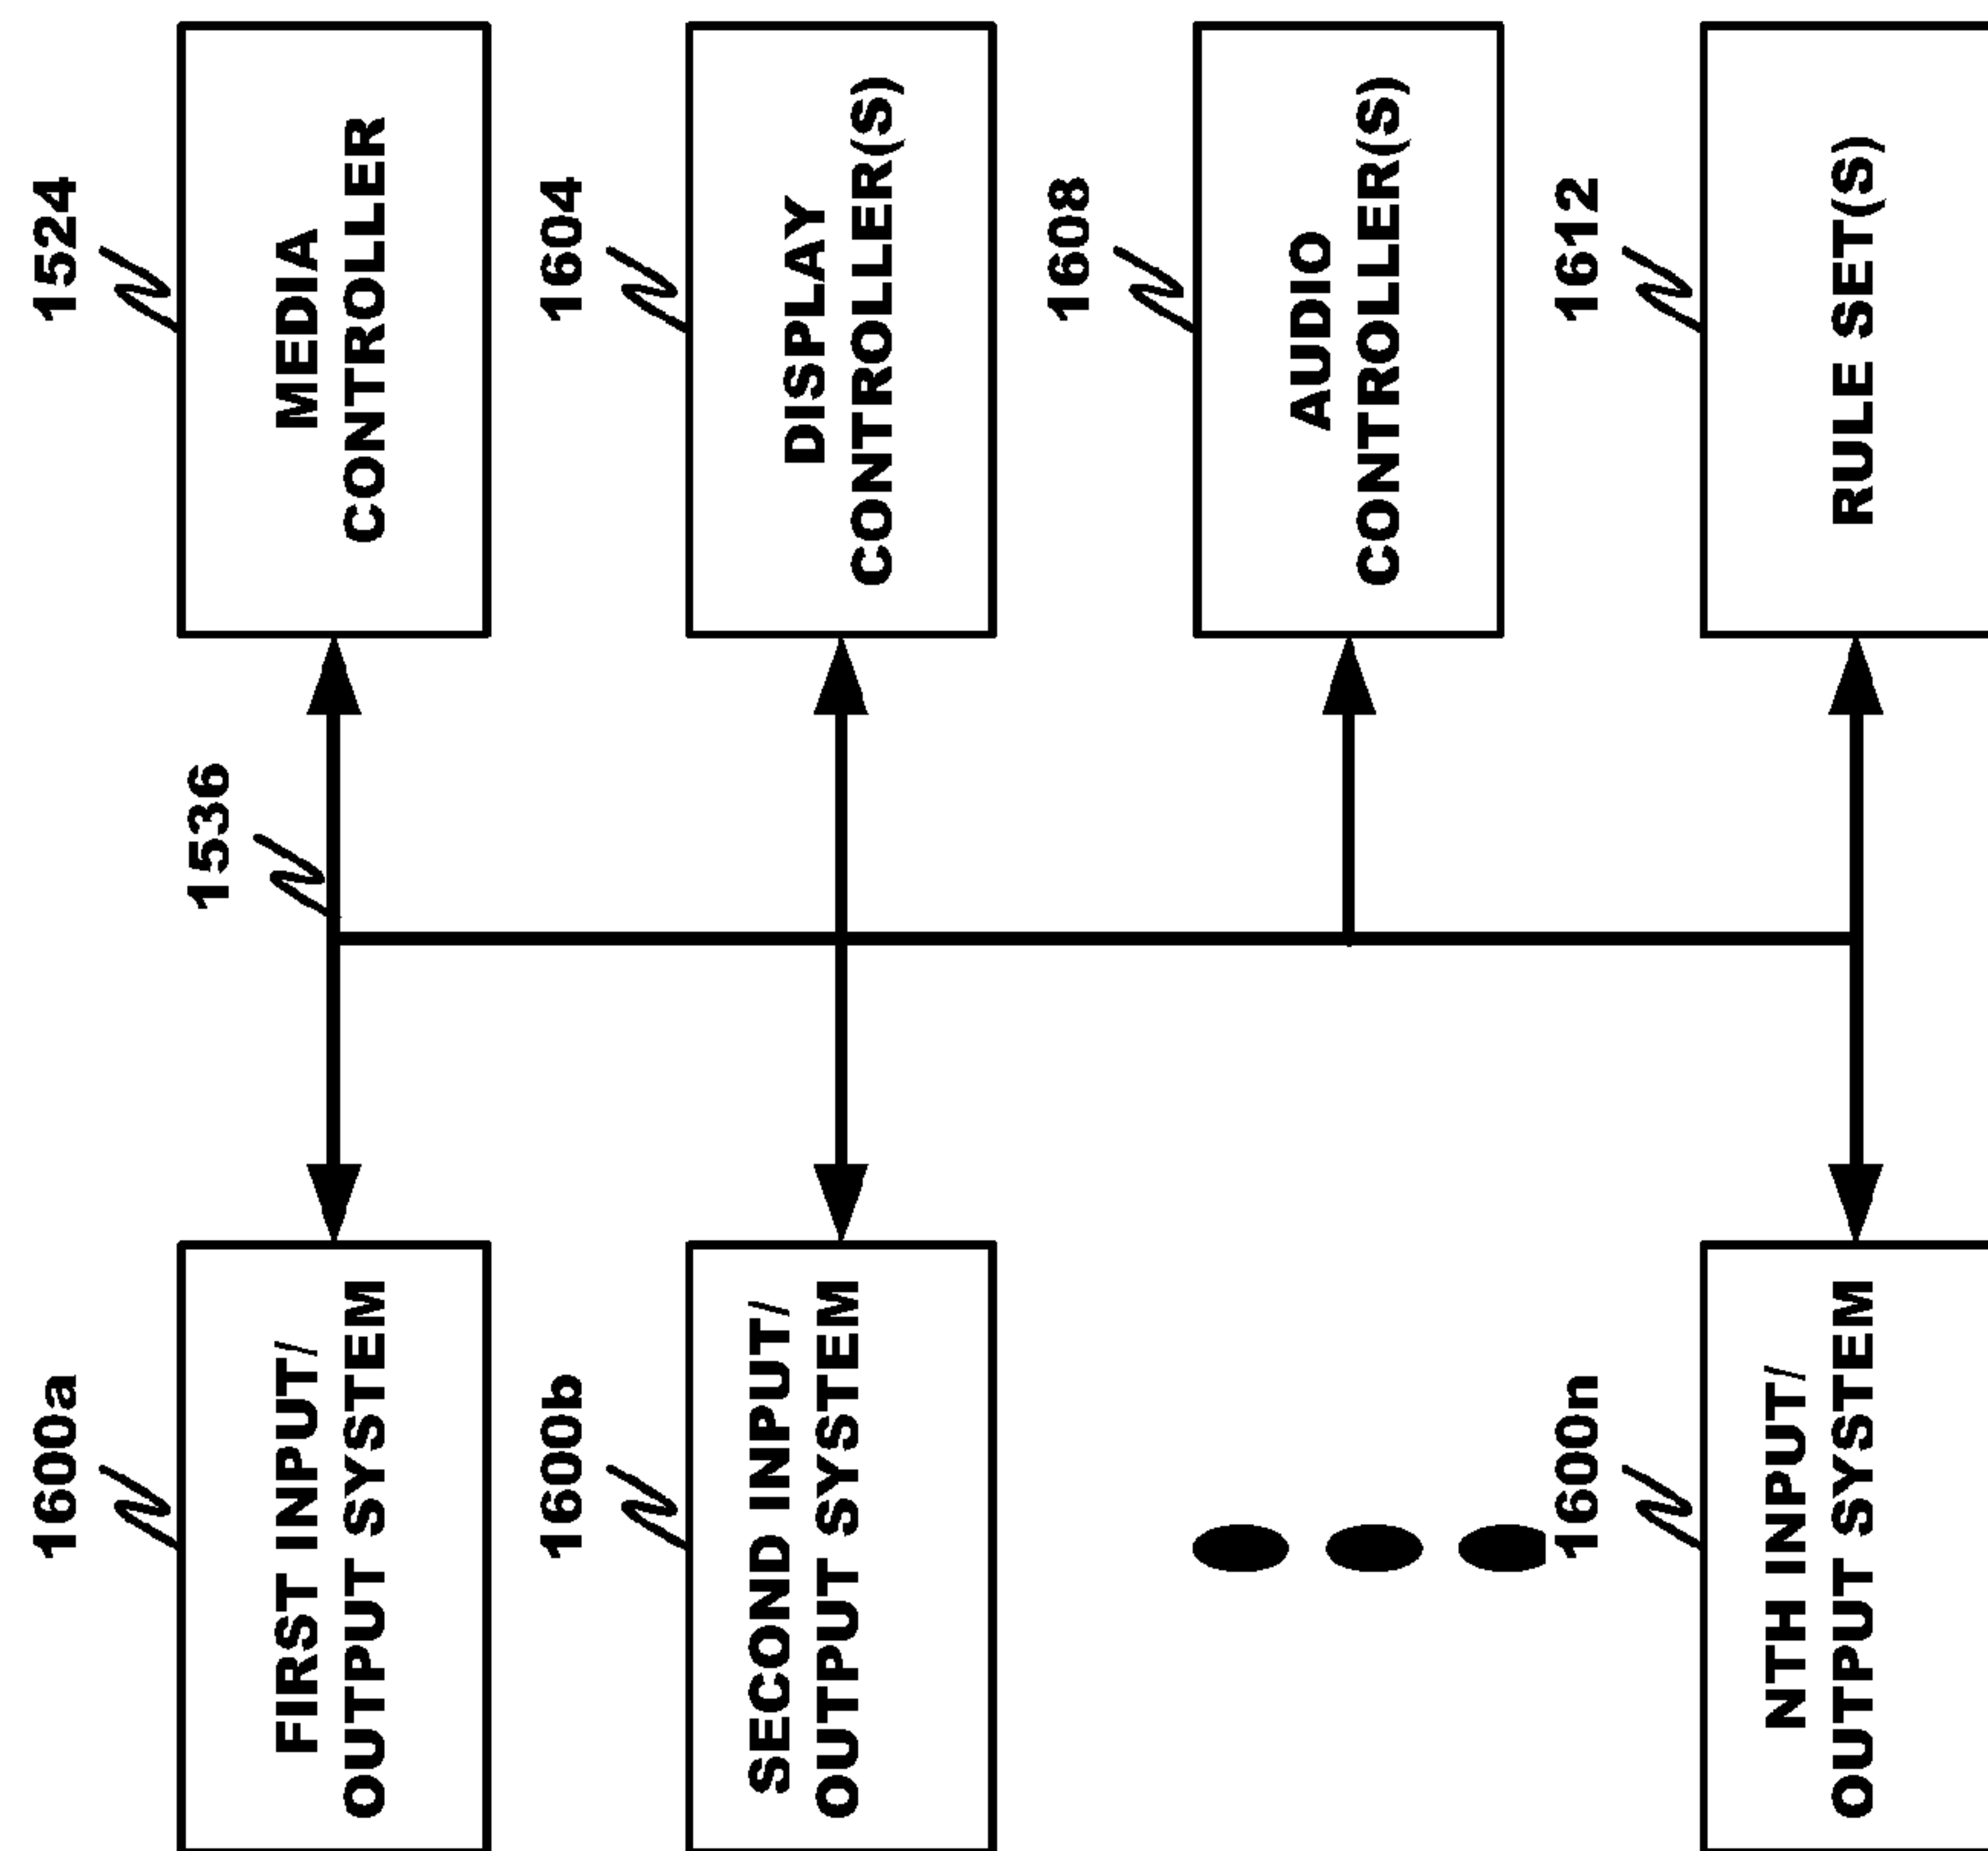 1600a
FIRST INPUT/
OUTPUT SYSTEM
1536
1524
MEDIA
CONTROLLER
1600b
SECOND INPUT/
OUTPUT SYSTEM
1604
DISPLAY
CONTROLLER(S)
1608
AUDIO
CONTROLLER(S)
1600n
NTH INPUT/
OUTPUT SYSTEM
1612
RULE SET(S)